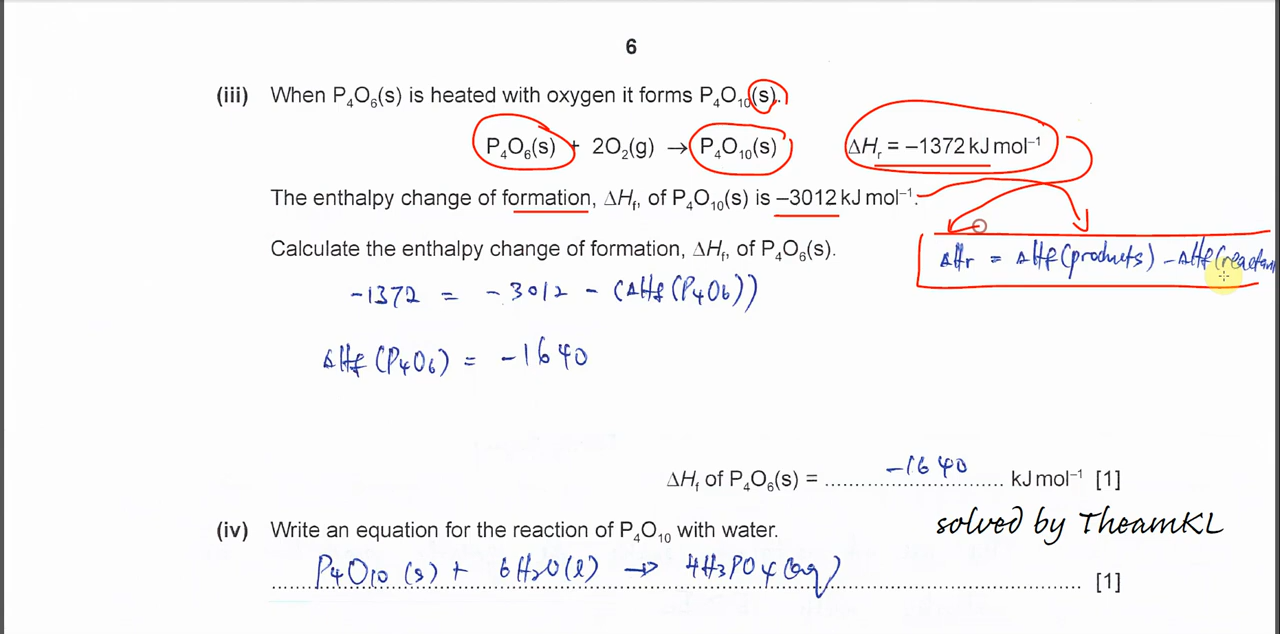 6
(iii) When P₄O₆(s) is heated with oxygen it forms P₄O₁₀(s).
P₄O₆(s) + 2O₂(g) → P₄O₁₀(s) ΔHᵣ = –1372 kJ mol⁻¹
The enthalpy change of formation, ΔH_f, of P₄O₁₀(s) is –3012 kJ mol⁻¹.
Calculate the enthalpy change of formation, ΔH_f, of P₄O₆(s).
ΔHr = ΔHf(products) – ΔHf(reactan
-1372 = -3012 - (ΔHf(P₄O₆))
ΔHf (P₄O₆) = -1640
ΔH_f of P₄O₆(s) = .............. -1640 .............. kJ mol⁻¹ [1]
(iv) Write an equation for the reaction of P₄O₁₀ with water.
solved by TheamKL
P₄O₁₀ (s) + 6H₂O(l) → 4H₃PO₄(aq) .............. [1]